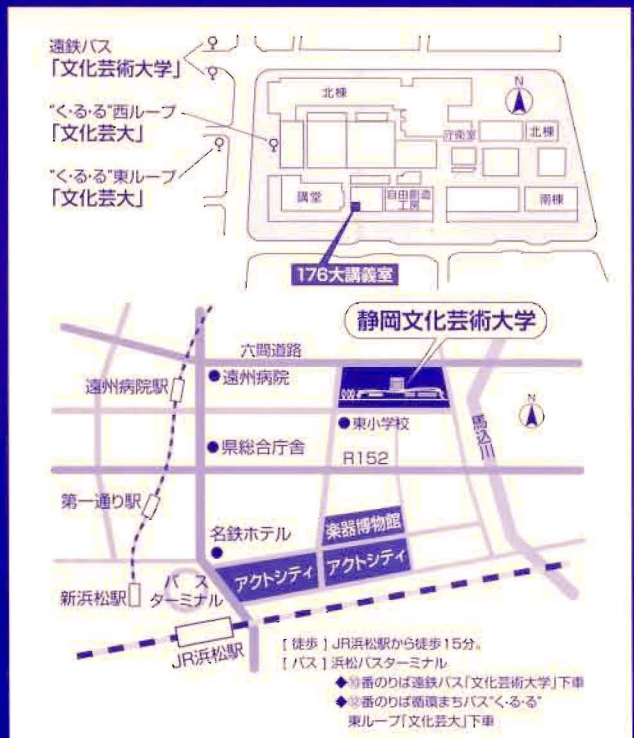 遠鉄バス
「文化芸術大学」
"く・る・る"西ループ
「文化芸大」
"く・る・る"東ループ
「文化芸大」
北棟
N
北棟
講堂
自由創造
工房
南棟
176大講義室
静岡文化芸術大学
六間道路
遠州病院駅
遠州病院
東小学校
馬込川
N
県総合庁舎
R152
第一通り駅
名鉄ホテル
楽器博物館
アクトシティ
アクトシティ
新浜松駅
バス
ターミナル
JR浜松駅
[徒歩]JR浜松駅から徒歩15分。
[バス]浜松バスターミナル
◆⑩番のりば遠鉄バス「文化芸術大学」下車
◆⑫番のりば循環まちバス"く・る・る"
東ループ「文化芸大」下車